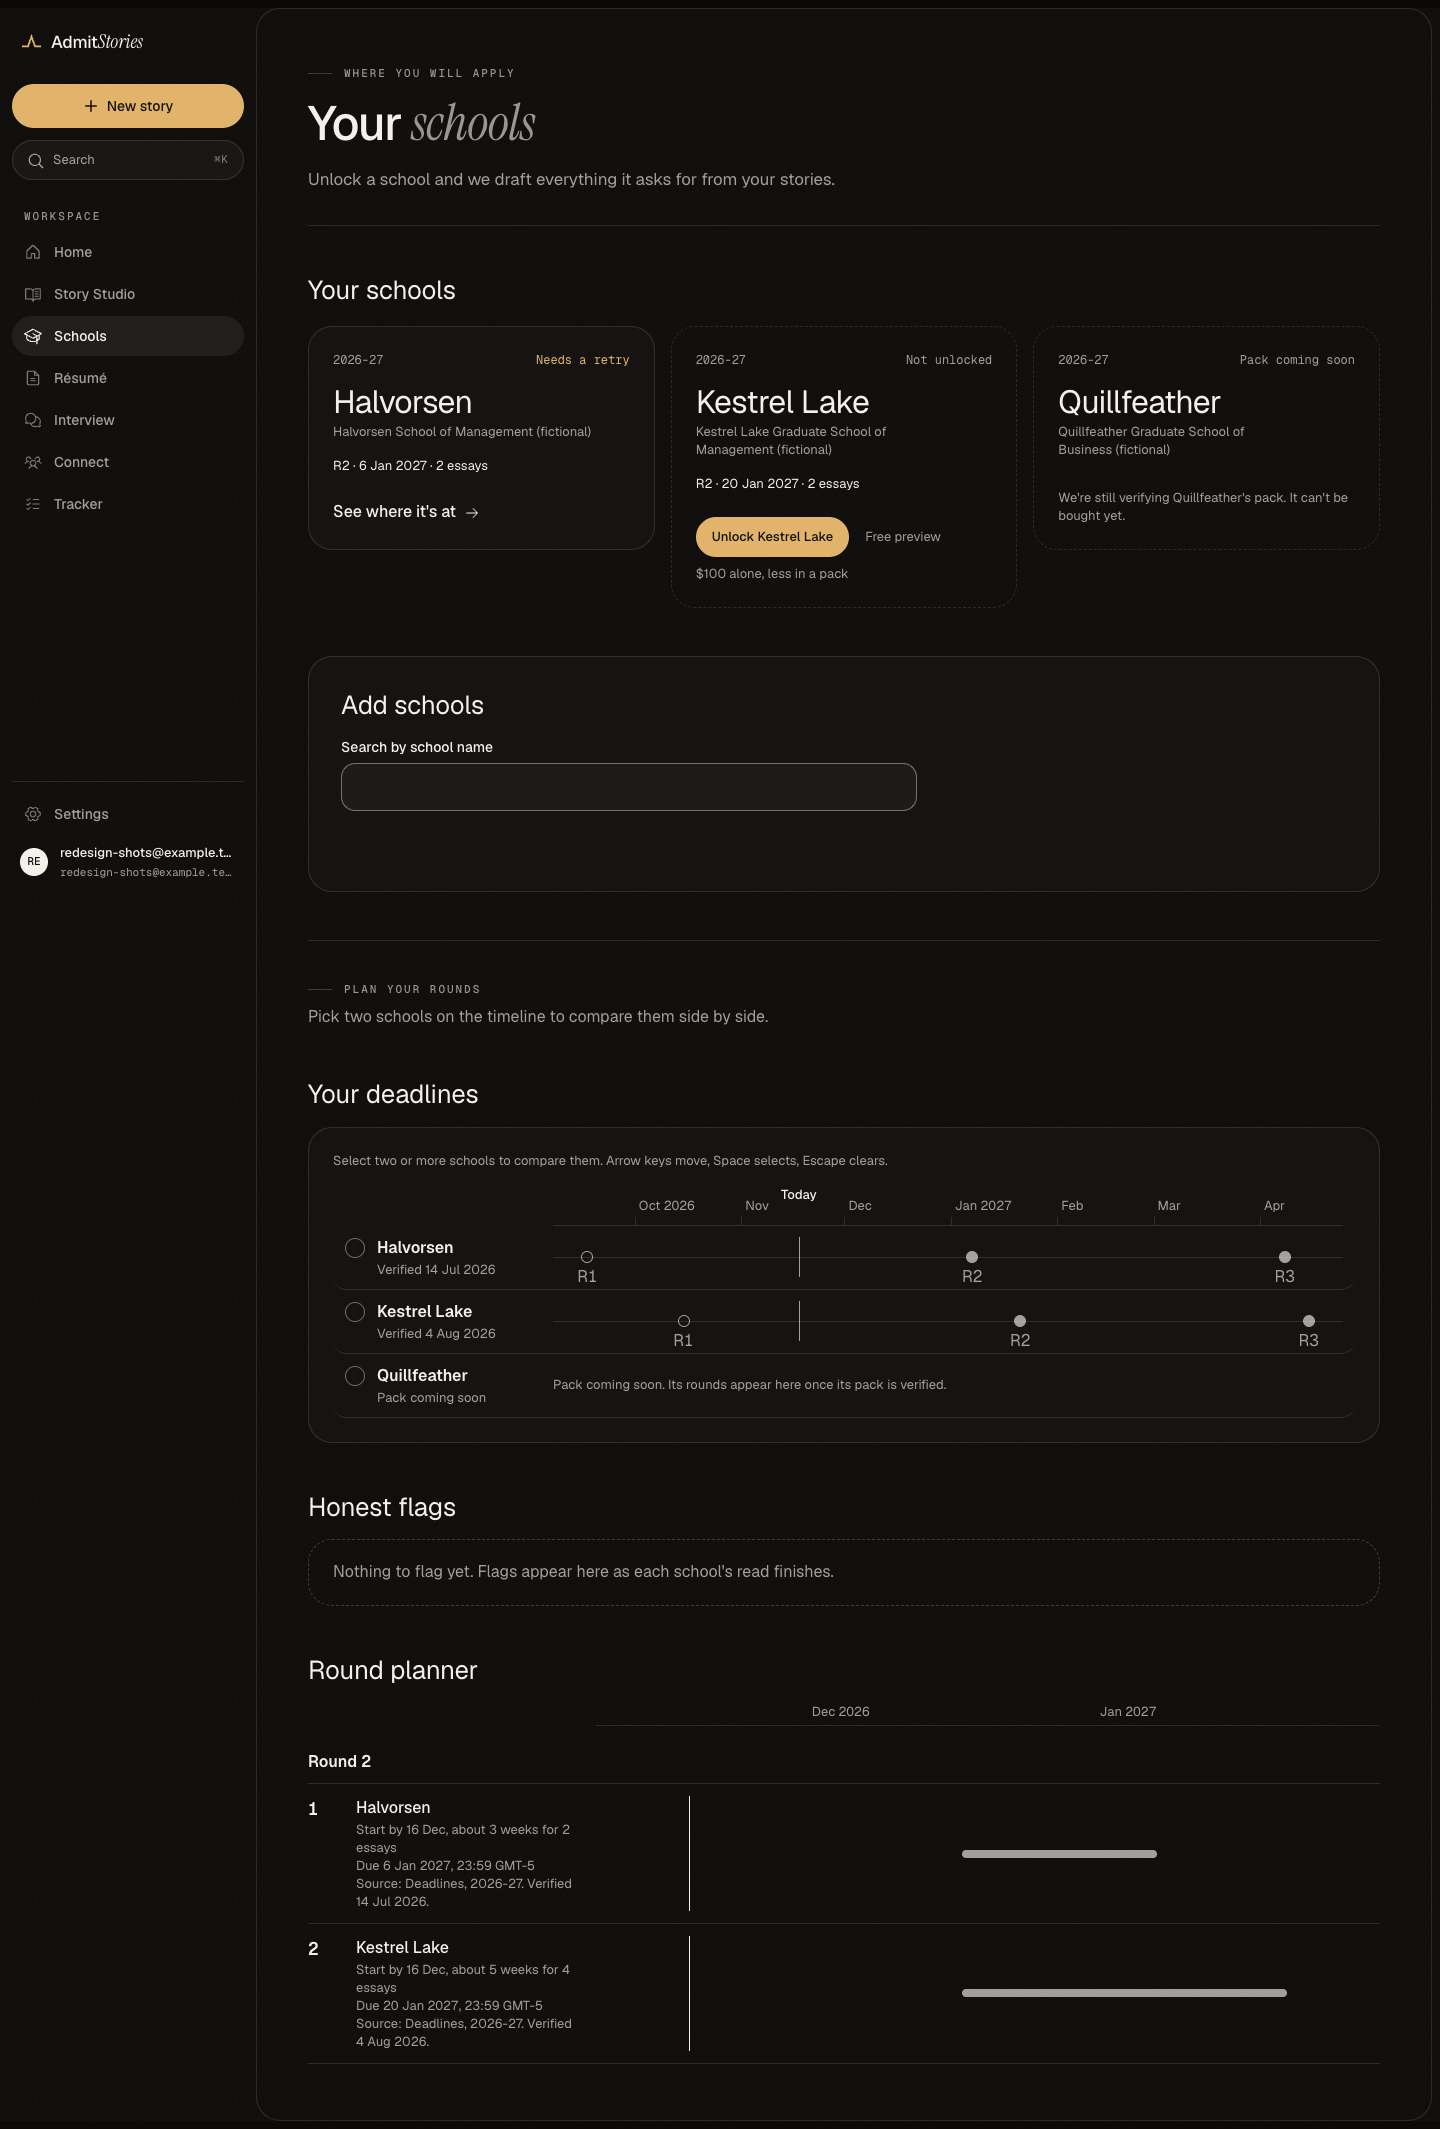 AdmitStories
New story
Search ⌘K
WORKSPACE
Home
Story Studio
Schools
Résumé
Interview
Connect
Tracker
Settings
RE
redesign-shots@example.t…
redesign-shots@example.te…
WHERE YOU WILL APPLY
Your schools
Unlock a school and we draft everything it asks for from your stories.
Your schools
2026-27 Needs a retry
Halvorsen
Halvorsen School of Management (fictional)
R2 · 6 Jan 2027 · 2 essays
See where it's at →
2026-27 Not unlocked
Kestrel Lake
Kestrel Lake Graduate School of
Management (fictional)
R2 · 20 Jan 2027 · 2 essays
Unlock Kestrel Lake Free preview
$100 alone, less in a pack
2026-27 Pack coming soon
Quillfeather
Quillfeather Graduate School of
Business (fictional)
We're still verifying Quillfeather's pack. It can't be
bought yet.
Add schools
Search by school name
PLAN YOUR ROUNDS
Pick two schools on the timeline to compare them side by side.
Your deadlines
Select two or more schools to compare them. Arrow keys move, Space selects, Escape clears.
Oct 2026 Nov Today Dec Jan 2027 Feb Mar Apr
Halvorsen
Verified 14 Jul 2026
R1 R2 R3
Kestrel Lake
Verified 4 Aug 2026
R1 R2 R3
Quillfeather
Pack coming soon
Pack coming soon. Its rounds appear here once its pack is verified.
Honest flags
Nothing to flag yet. Flags appear here as each school's read finishes.
Round planner
Dec 2026 Jan 2027
Round 2
1 Halvorsen
Start by 16 Dec, about 3 weeks for 2
essays
Due 6 Jan 2027, 23:59 GMT-5
Source: Deadlines, 2026-27. Verified
14 Jul 2026.
2 Kestrel Lake
Start by 16 Dec, about 5 weeks for 4
essays
Due 20 Jan 2027, 23:59 GMT-5
Source: Deadlines, 2026-27. Verified
4 Aug 2026.